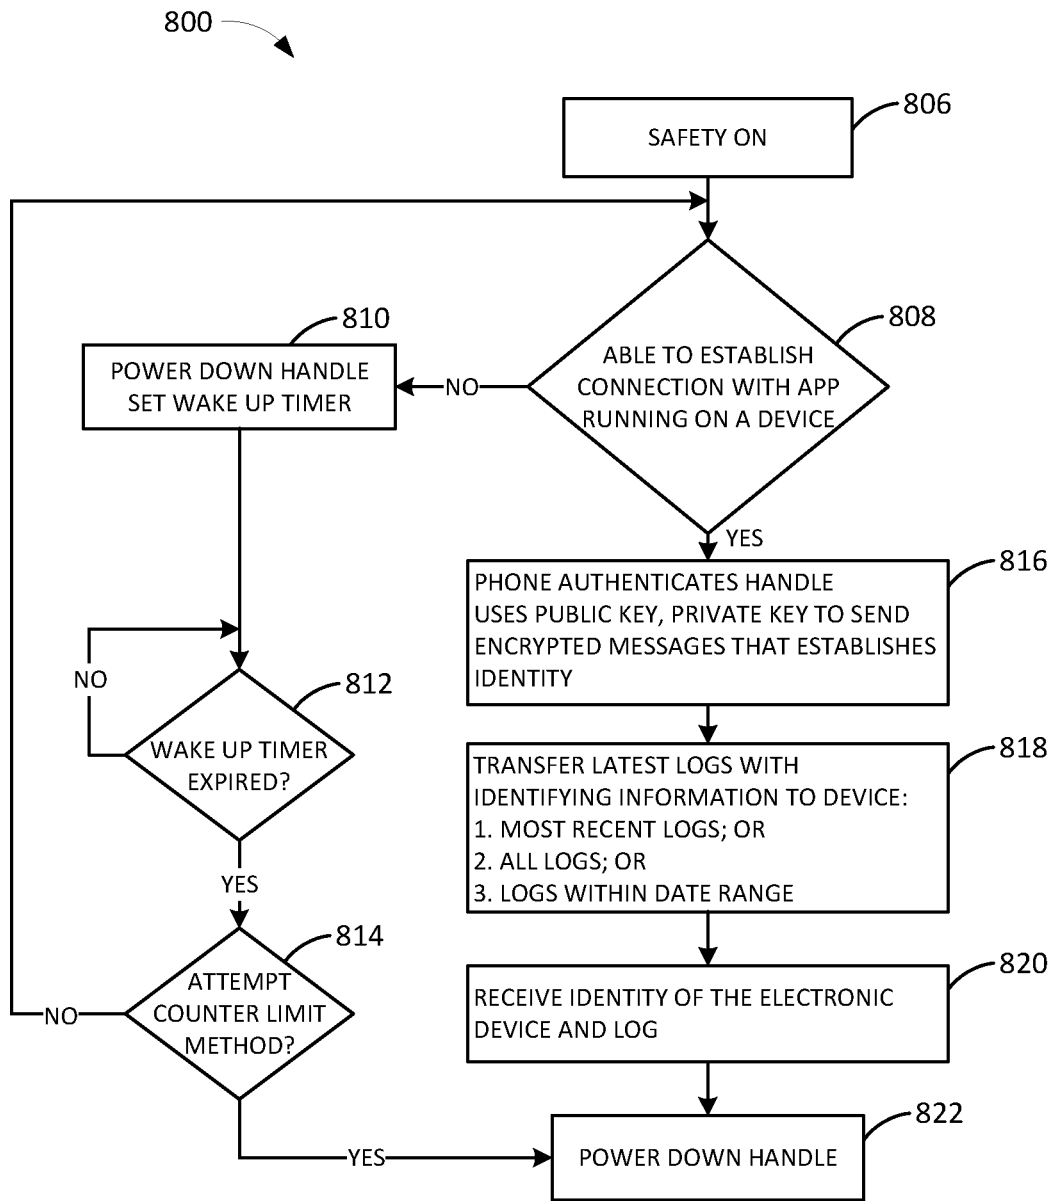 800
806
SAFETY ON
808
ABLE TO ESTABLISH
CONNECTION WITH APP
RUNNING ON A DEVICE
NO
810
POWER DOWN HANDLE
SET WAKE UP TIMER
YES
816
PHONE AUTHENTICATES HANDLE
USES PUBLIC KEY, PRIVATE KEY TO SEND
ENCRYPTED MESSAGES THAT ESTABLISHES
IDENTITY
NO
812
WAKE UP TIMER
EXPIRED?
818
TRANSFER LATEST LOGS WITH
IDENTIFYING INFORMATION TO DEVICE:
1. MOST RECENT LOGS; OR
2. ALL LOGS; OR
3. LOGS WITHIN DATE RANGE
YES
814
ATTEMPT
COUNTER LIMIT
METHOD?
NO
820
RECEIVE IDENTITY OF THE ELECTRONIC
DEVICE AND LOG
822
YES
POWER DOWN HANDLE